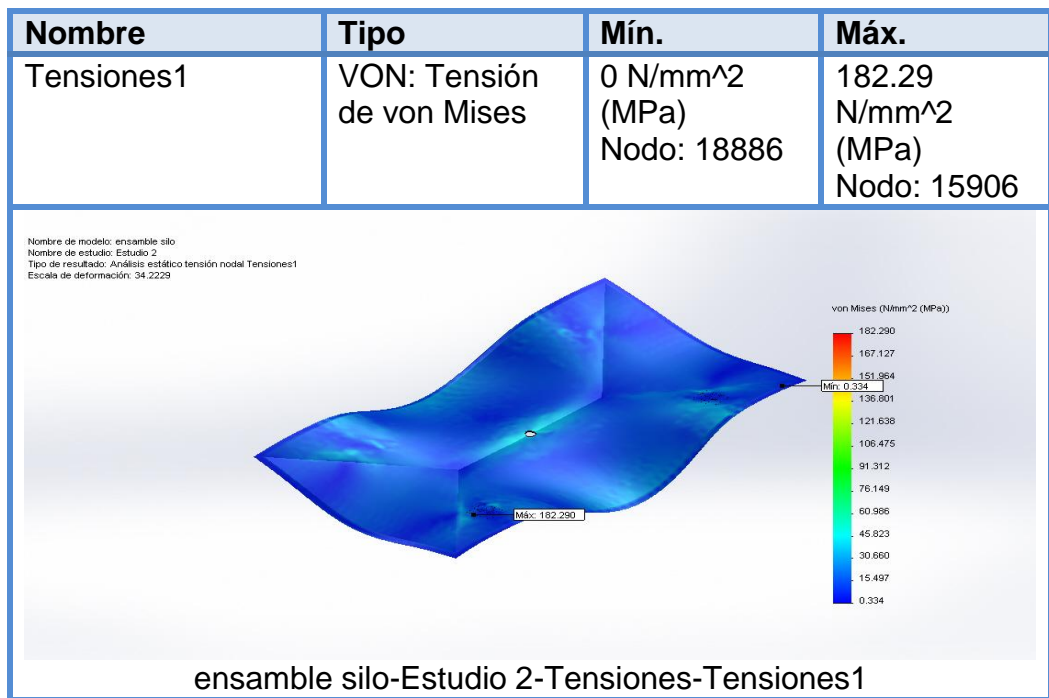 Nombre Tipo Mín. Máx.
Tensiones1 VON: Tensión de von Mises 0 N/mm^2 (MPa) Nodo: 18886 182.29 N/mm^2 (MPa) Nodo: 15906
Nombre de modelo: ensamble silo
Nombre de estudio: Estudio 2
Tipo de resultado: Análisis estático tensión nodal Tensiones1
Escala de deformación: 34.2229
von Mises (N/mm^2 (MPa))
182.290
167.127
151.964
136.801
121.638
106.475
91.312
76.149
60.986
45.823
30.660
15.497
0.334
Mín: 0.334
Máx: 182.290
ensamble silo-Estudio 2-Tensiones-Tensiones1